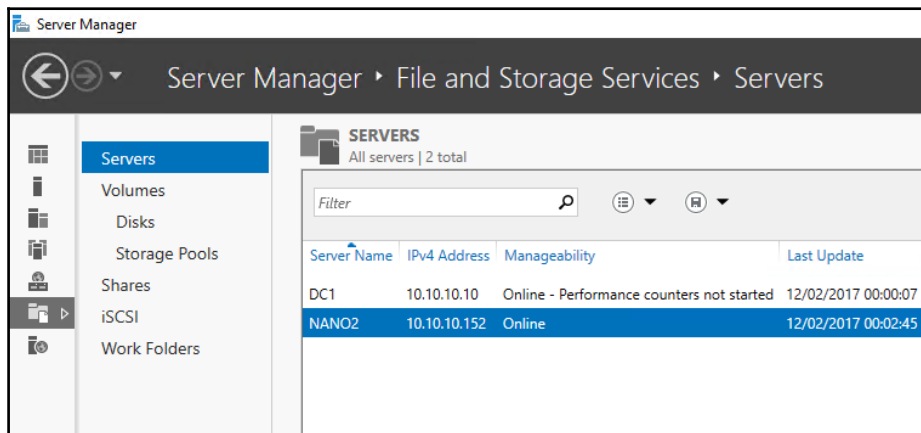 Server Manager
Server Manager ‣ File and Storage Services ‣ Servers
Servers
Volumes
Disks
Storage Pools
Shares
iSCSI
Work Folders
SERVERS
All servers | 2 total
Filter
Server Name IPv4 Address Manageability Last Update
DC1 10.10.10.10 Online - Performance counters not started 12/02/2017 00:00:07
NANO2 10.10.10.152 Online 12/02/2017 00:02:45